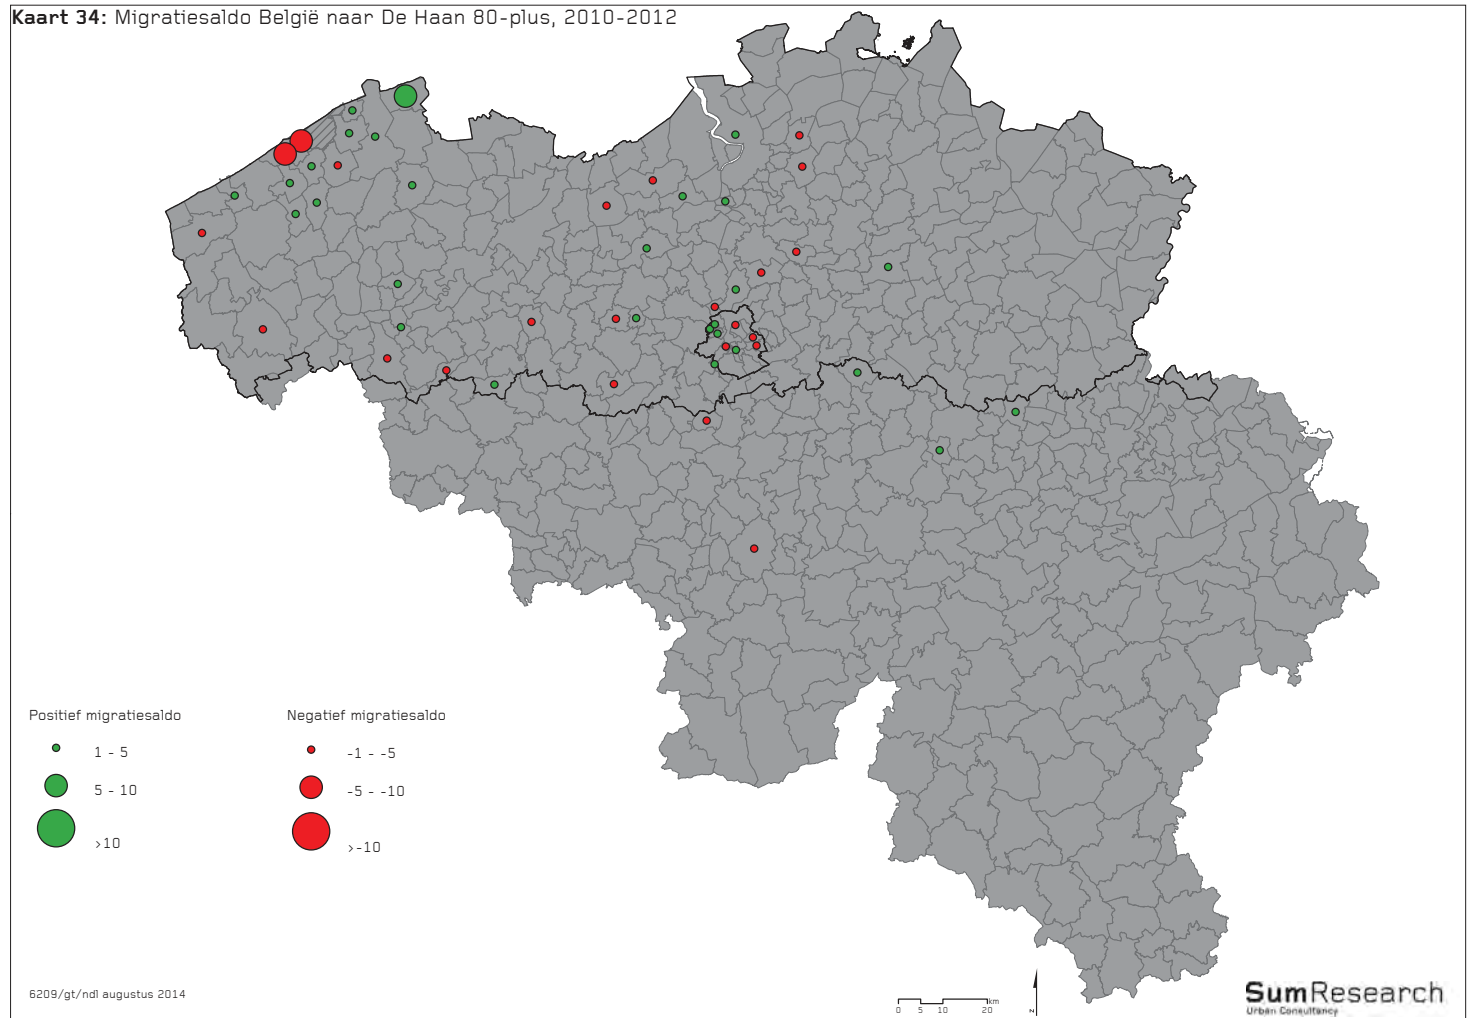 Kaart 34: Migratiesaldo België naar De Haan 80-plus, 2010-2012
Positief migratiesaldo
1 - 5
5 - 10
>10
Negatief migratiesaldo
-1 - -5
-5 - -10
>-10
6209/gt/ndl augustus 2014
km
0 5 10 20
N
SumResearch
Urban Consultancy